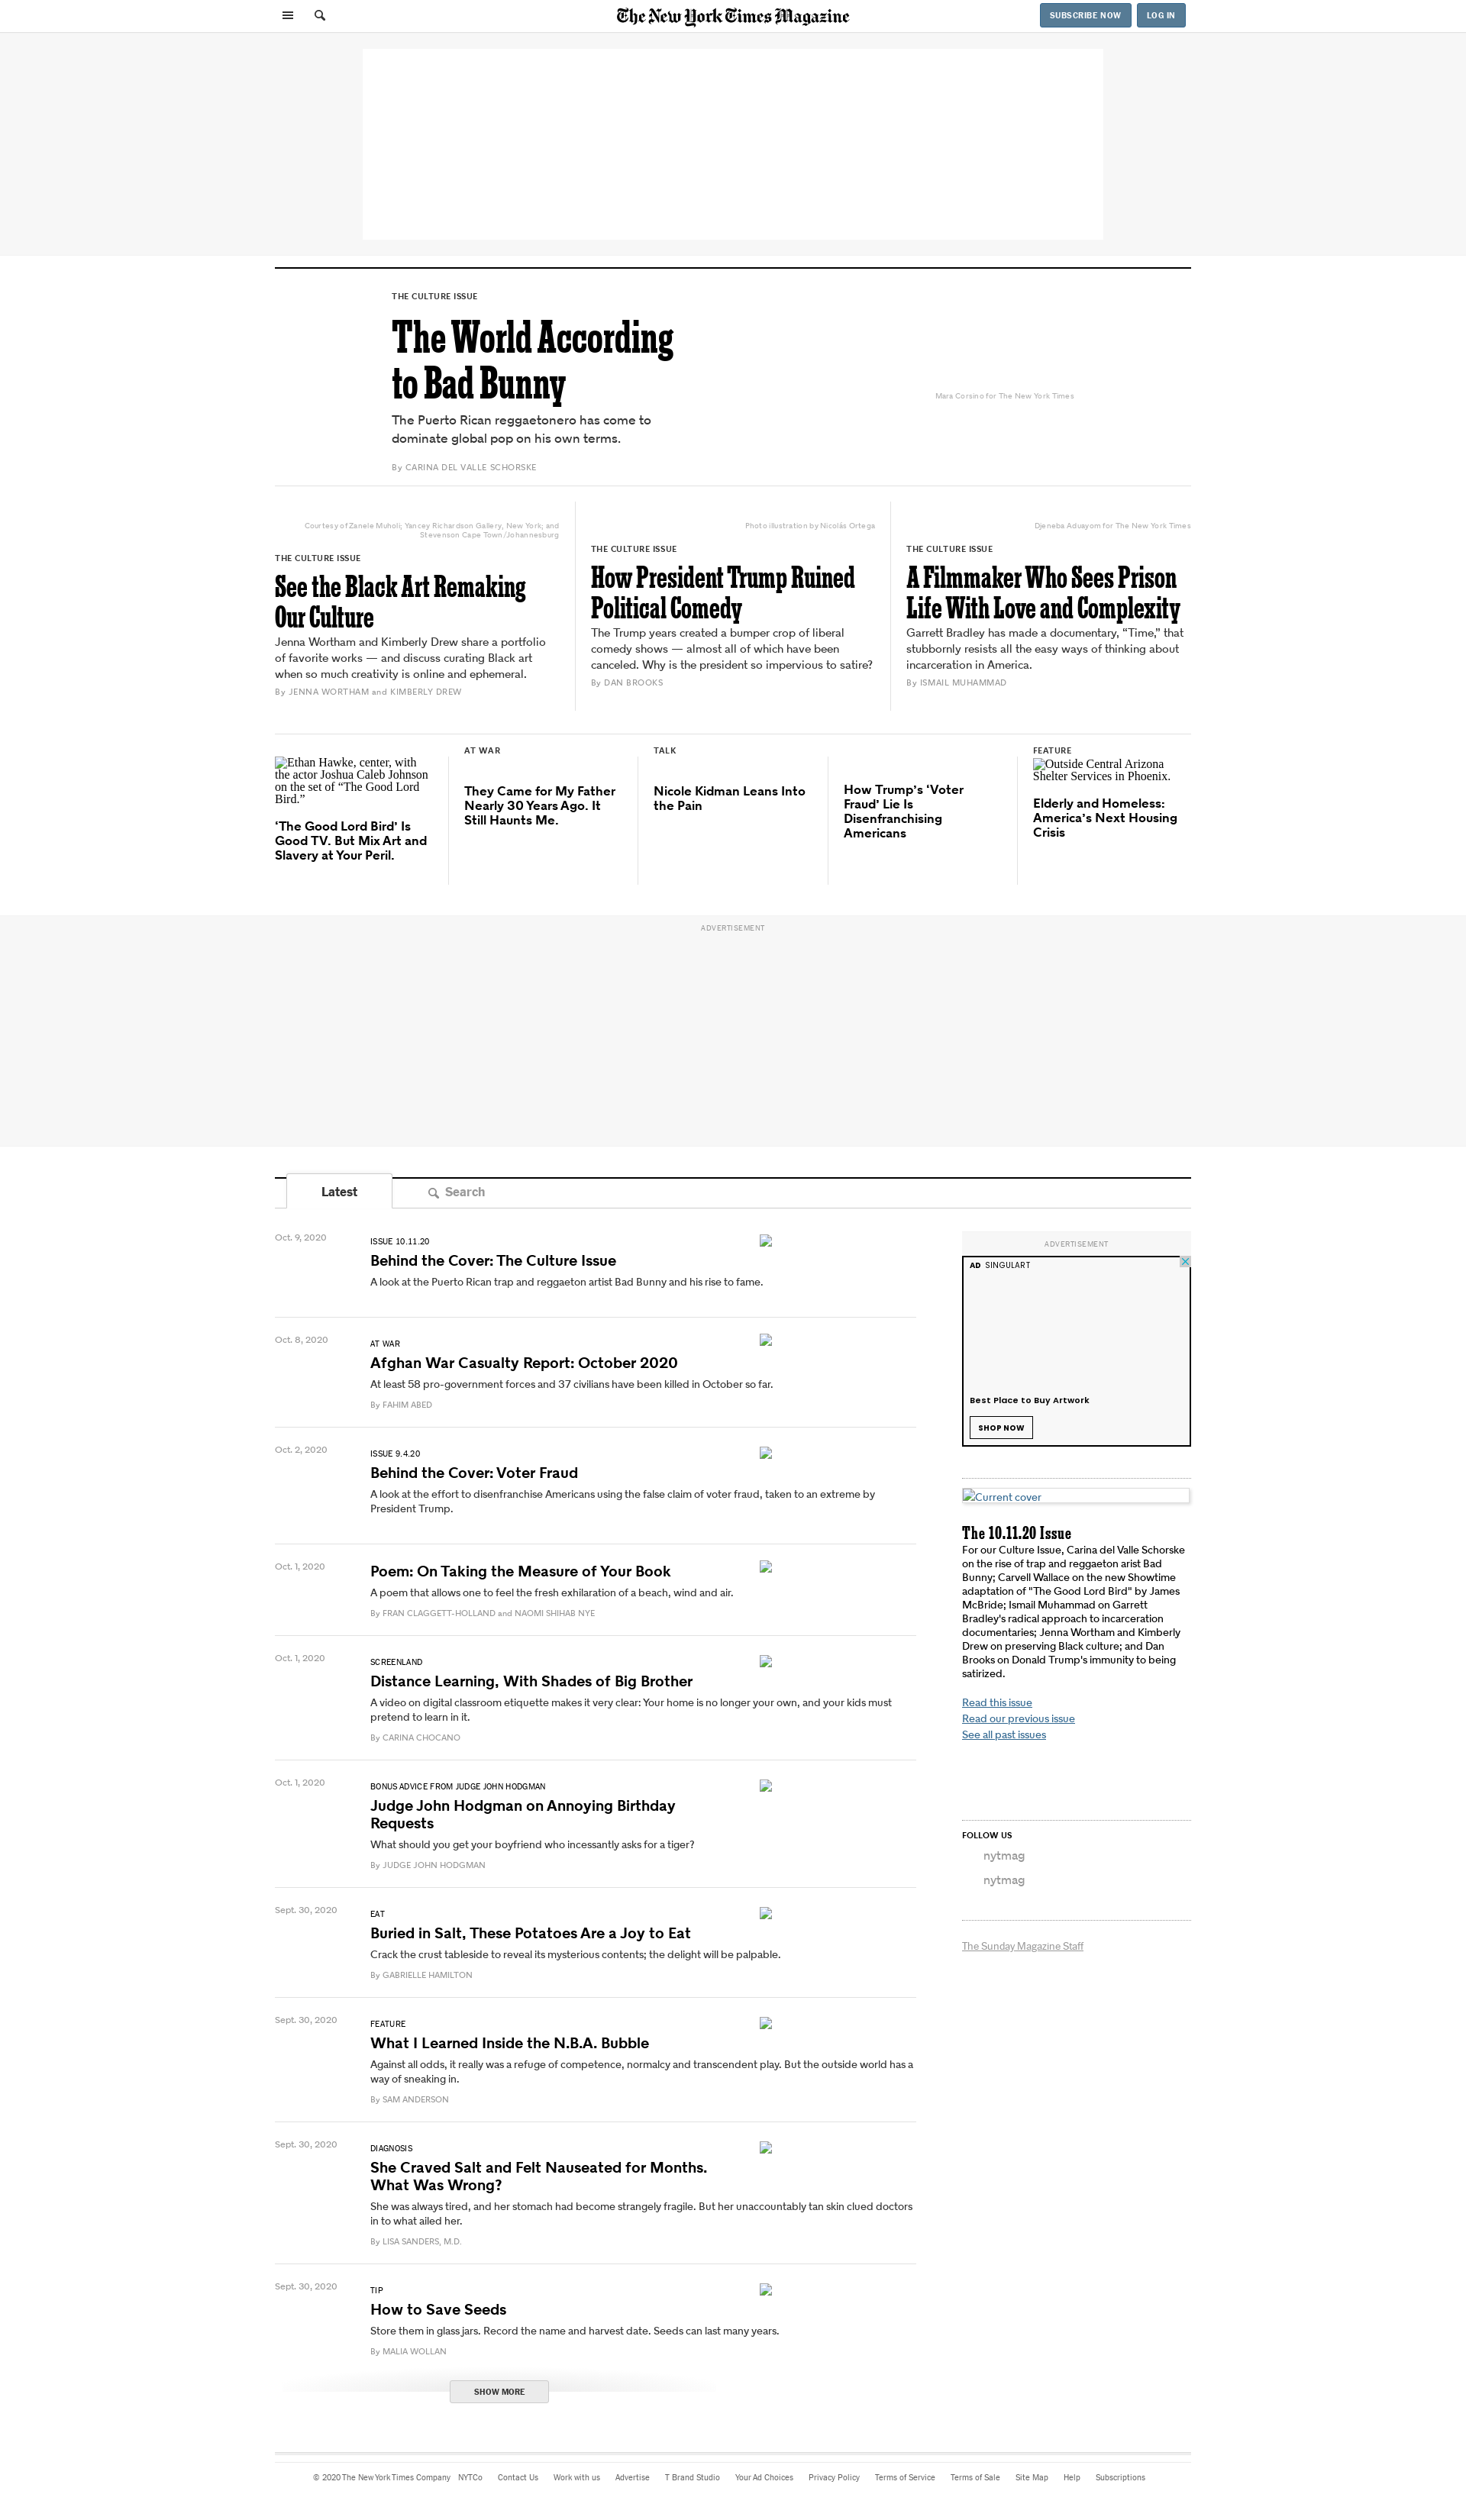 The New York Times Magazine
SUBSCRIBE NOW
LOG IN
THE CULTURE ISSUE
The World According
to Bad Bunny
The Puerto Rican reggaetonero has come to
dominate global pop on his own terms.
By CARINA DEL VALLE SCHORSKE
Mara Corsino for The New York Times
Courtesy of Zanele Muholi; Yancey Richardson Gallery, New York; and
Stevenson Cape Town/Johannesburg
THE CULTURE ISSUE
See the Black Art Remaking
Our Culture
Jenna Wortham and Kimberly Drew share a portfolio
of favorite works — and discuss curating Black art
when so much creativity is online and ephemeral.
By JENNA WORTHAM and KIMBERLY DREW
Photo illustration by Nicolás Ortega
THE CULTURE ISSUE
How President Trump Ruined
Political Comedy
The Trump years created a bumper crop of liberal
comedy shows — almost all of which have been
canceled. Why is the president so impervious to satire?
By DAN BROOKS
Djeneba Aduayom for The New York Times
THE CULTURE ISSUE
A Filmmaker Who Sees Prison
Life With Love and Complexity
Garrett Bradley has made a documentary, “Time,” that
stubbornly resists all the easy ways of thinking about
incarceration in America.
By ISMAIL MUHAMMAD
Ethan Hawke, center, with
the actor Joshua Caleb Johnson
on the set of “The Good Lord
Bird.”
‘The Good Lord Bird’ Is
Good TV. But Mix Art and
Slavery at Your Peril.
AT WAR
They Came for My Father
Nearly 30 Years Ago. It
Still Haunts Me.
TALK
Nicole Kidman Leans Into
the Pain
How Trump’s ‘Voter
Fraud’ Lie Is
Disenfranchising
Americans
FEATURE
Outside Central Arizona
Shelter Services in Phoenix.
Elderly and Homeless:
America’s Next Housing
Crisis
ADVERTISEMENT
Latest
Search
Oct. 9, 2020
ISSUE 10.11.20
Behind the Cover: The Culture Issue
A look at the Puerto Rican trap and reggaeton artist Bad Bunny and his rise to fame.
Oct. 8, 2020
AT WAR
Afghan War Casualty Report: October 2020
At least 58 pro-government forces and 37 civilians have been killed in October so far.
By FAHIM ABED
Oct. 2, 2020
ISSUE 9.4.20
Behind the Cover: Voter Fraud
A look at the effort to disenfranchise Americans using the false claim of voter fraud, taken to an extreme by
President Trump.
Oct. 1, 2020
Poem: On Taking the Measure of Your Book
A poem that allows one to feel the fresh exhilaration of a beach, wind and air.
By FRAN CLAGGETT-HOLLAND and NAOMI SHIHAB NYE
Oct. 1, 2020
SCREENLAND
Distance Learning, With Shades of Big Brother
A video on digital classroom etiquette makes it very clear: Your home is no longer your own, and your kids must
pretend to learn in it.
By CARINA CHOCANO
Oct. 1, 2020
BONUS ADVICE FROM JUDGE JOHN HODGMAN
Judge John Hodgman on Annoying Birthday
Requests
What should you get your boyfriend who incessantly asks for a tiger?
By JUDGE JOHN HODGMAN
Sept. 30, 2020
EAT
Buried in Salt, These Potatoes Are a Joy to Eat
Crack the crust tableside to reveal its mysterious contents; the delight will be palpable.
By GABRIELLE HAMILTON
Sept. 30, 2020
FEATURE
What I Learned Inside the N.B.A. Bubble
Against all odds, it really was a refuge of competence, normalcy and transcendent play. But the outside world has a
way of sneaking in.
By SAM ANDERSON
Sept. 30, 2020
DIAGNOSIS
She Craved Salt and Felt Nauseated for Months.
What Was Wrong?
She was always tired, and her stomach had become strangely fragile. But her unaccountably tan skin clued doctors
in to what ailed her.
By LISA SANDERS, M.D.
Sept. 30, 2020
TIP
How to Save Seeds
Store them in glass jars. Record the name and harvest date. Seeds can last many years.
By MALIA WOLLAN
SHOW MORE
ADVERTISEMENT
AD SINGULART
Best Place to Buy Artwork
SHOP NOW
Current cover
The 10.11.20 Issue
For our Culture Issue, Carina del Valle Schorske
on the rise of trap and reggaeton arist Bad
Bunny; Carvell Wallace on the new Showtime
adaptation of "The Good Lord Bird" by James
McBride; Ismail Muhammad on Garrett
Bradley's radical approach to incarceration
documentaries; Jenna Wortham and Kimberly
Drew on preserving Black culture; and Dan
Brooks on Donald Trump's immunity to being
satirized.
Read this issue
Read our previous issue
See all past issues
FOLLOW US
nytmag
nytmag
The Sunday Magazine Staff
© 2020 The New York Times Company NYTCo Contact Us Work with us Advertise T Brand Studio Your Ad Choices Privacy Policy Terms of Service Terms of Sale Site Map Help Subscriptions